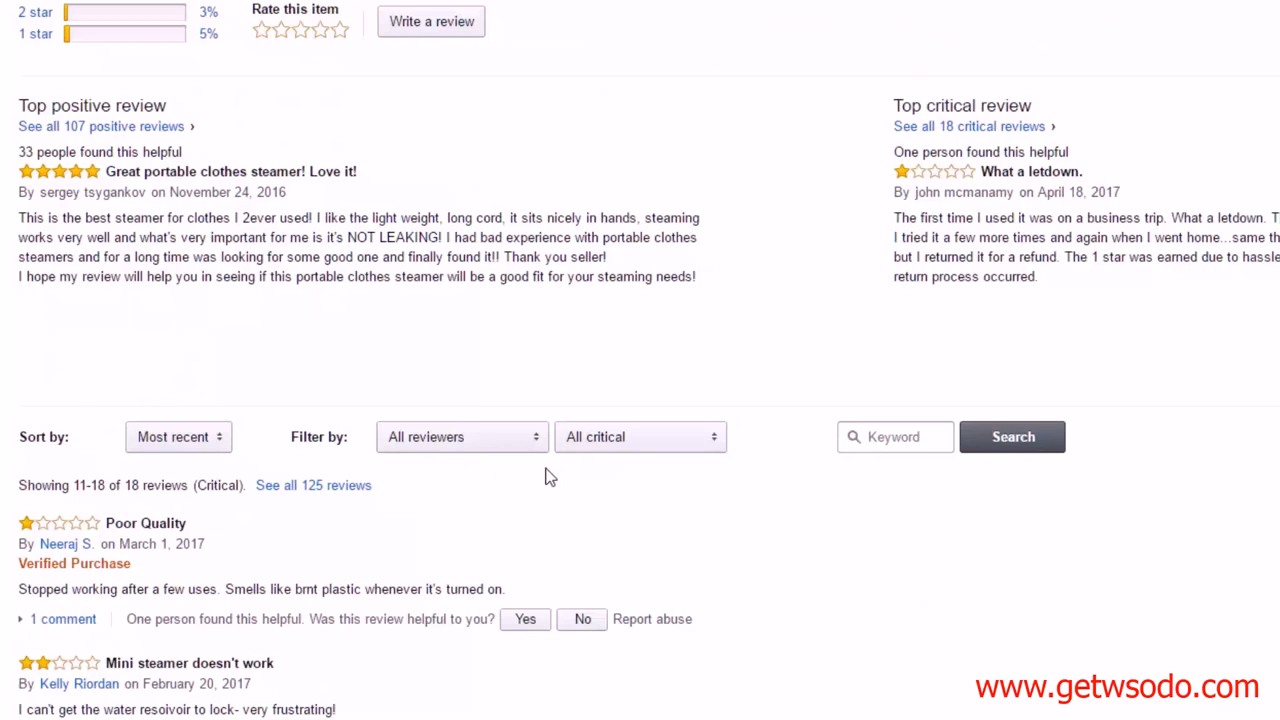 2 star 3%
1 star 5%
Rate this item
Write a review
Top positive review
See all 107 positive reviews ›
33 people found this helpful
Great portable clothes steamer! Love it!
By sergey tsygankov on November 24, 2016
This is the best steamer for clothes I 2ever used! I like the light weight, long cord, it sits nicely in hands, steaming
works very well and what's very important for me is it's NOT LEAKING! I had bad experience with portable clothes
steamers and for a long time was looking for some good one and finally found it!! Thank you seller!
I hope my review will help you in seeing if this portable clothes steamer will be a good fit for your steaming needs!
Top critical review
See all 18 critical reviews ›
One person found this helpful
What a letdown.
By john mcmanamy on April 18, 2017
The first time I used it was on a business trip. What a letdown. T
I tried it a few more times and again when I went home...same th
but I returned it for a refund. The 1 star was earned due to hassle
return process occurred.
Sort by: Most recent Filter by: All reviewers All critical Keyword Search
Showing 11-18 of 18 reviews (Critical). See all 125 reviews
Poor Quality
By Neeraj S. on March 1, 2017
Verified Purchase
Stopped working after a few uses. Smells like brnt plastic whenever it's turned on.
1 comment One person found this helpful. Was this review helpful to you? Yes No Report abuse
Mini steamer doesn't work
By Kelly Riordan on February 20, 2017
I can't get the water resoivoir to lock- very frustrating!
www.getwsodo.com